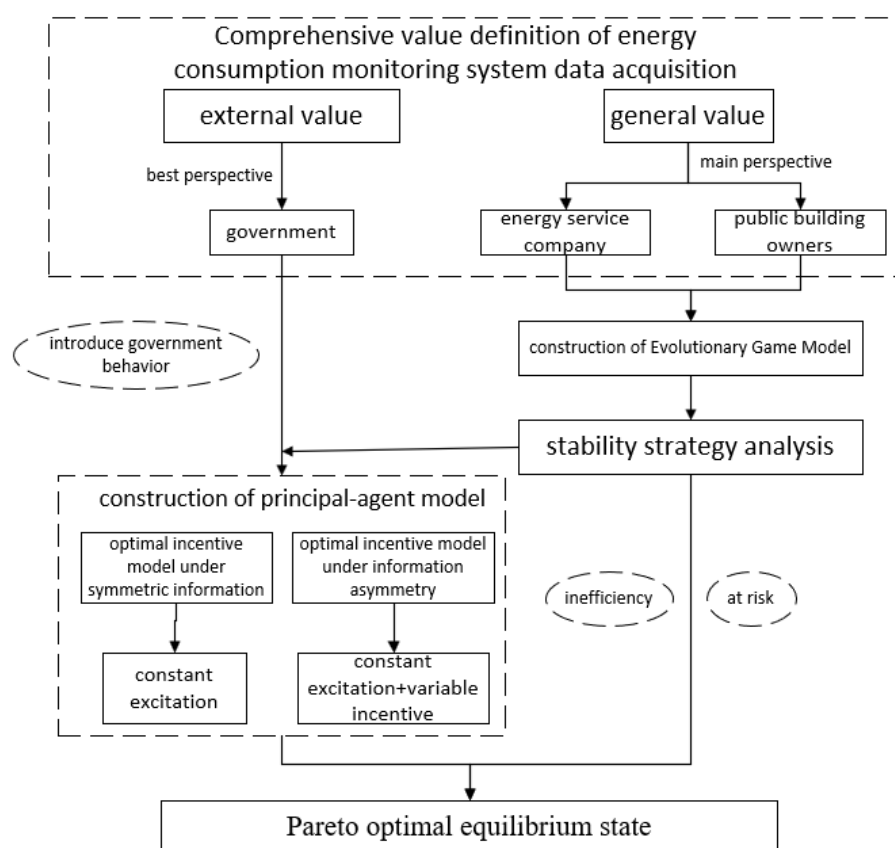 Comprehensive value definition of energy
consumption monitoring system data acquisition
external value
general value
best perspective
main perspective
government
energy service
company
public building
owners
introduce government
behavior
construction of Evolutionary Game Model
stability strategy analysis
construction of principal-agent model
optimal incentive
model under
symmetric information
optimal incentive model
under information
asymmetry
inefficiency
at risk
constant
excitation
constant
excitation+variable
incentive
Pareto optimal equilibrium state